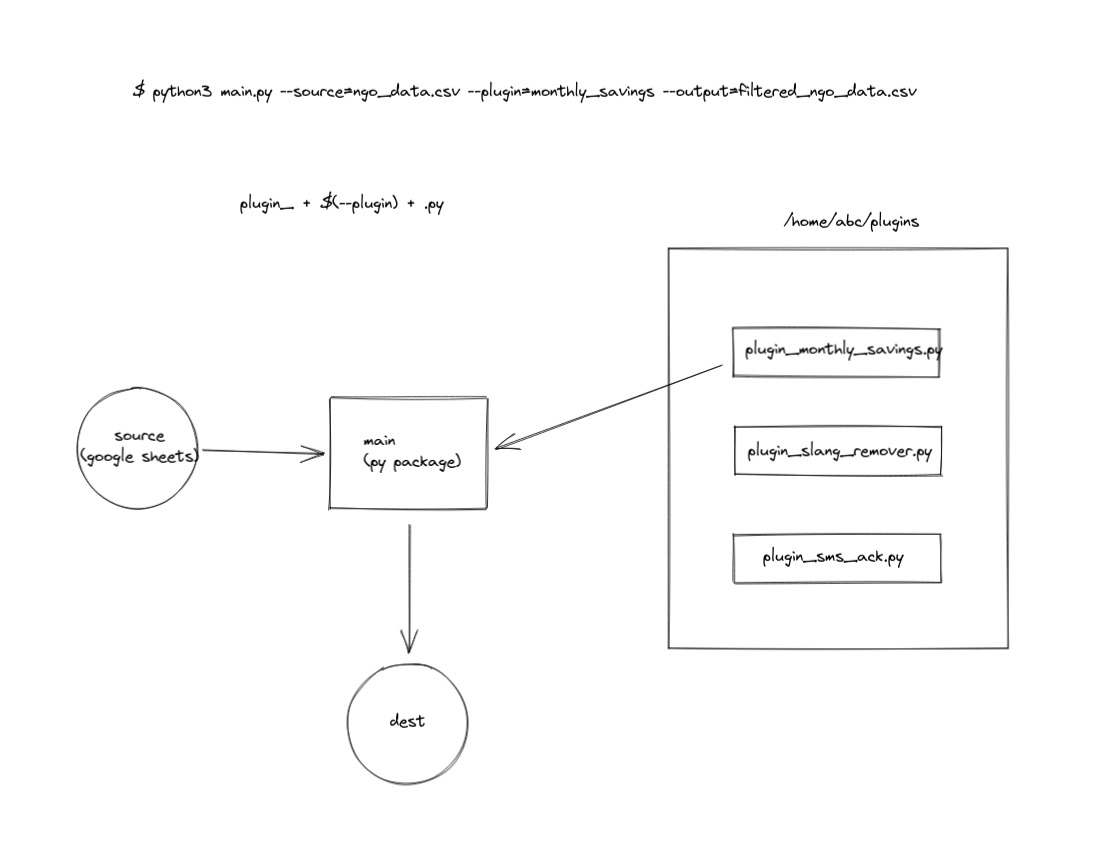 $ python3 main.py --source=ngo_data.csv --plugin=monthly_savings --output=filtered_ngo_data.csv
plugin_ + $(--plugin) + .py
/home/abc/plugins
plugin_monthly_savings.py
source
(google sheets)
main
(py package)
plugin_slang_remover.py
plugin_sms_ack.py
dest